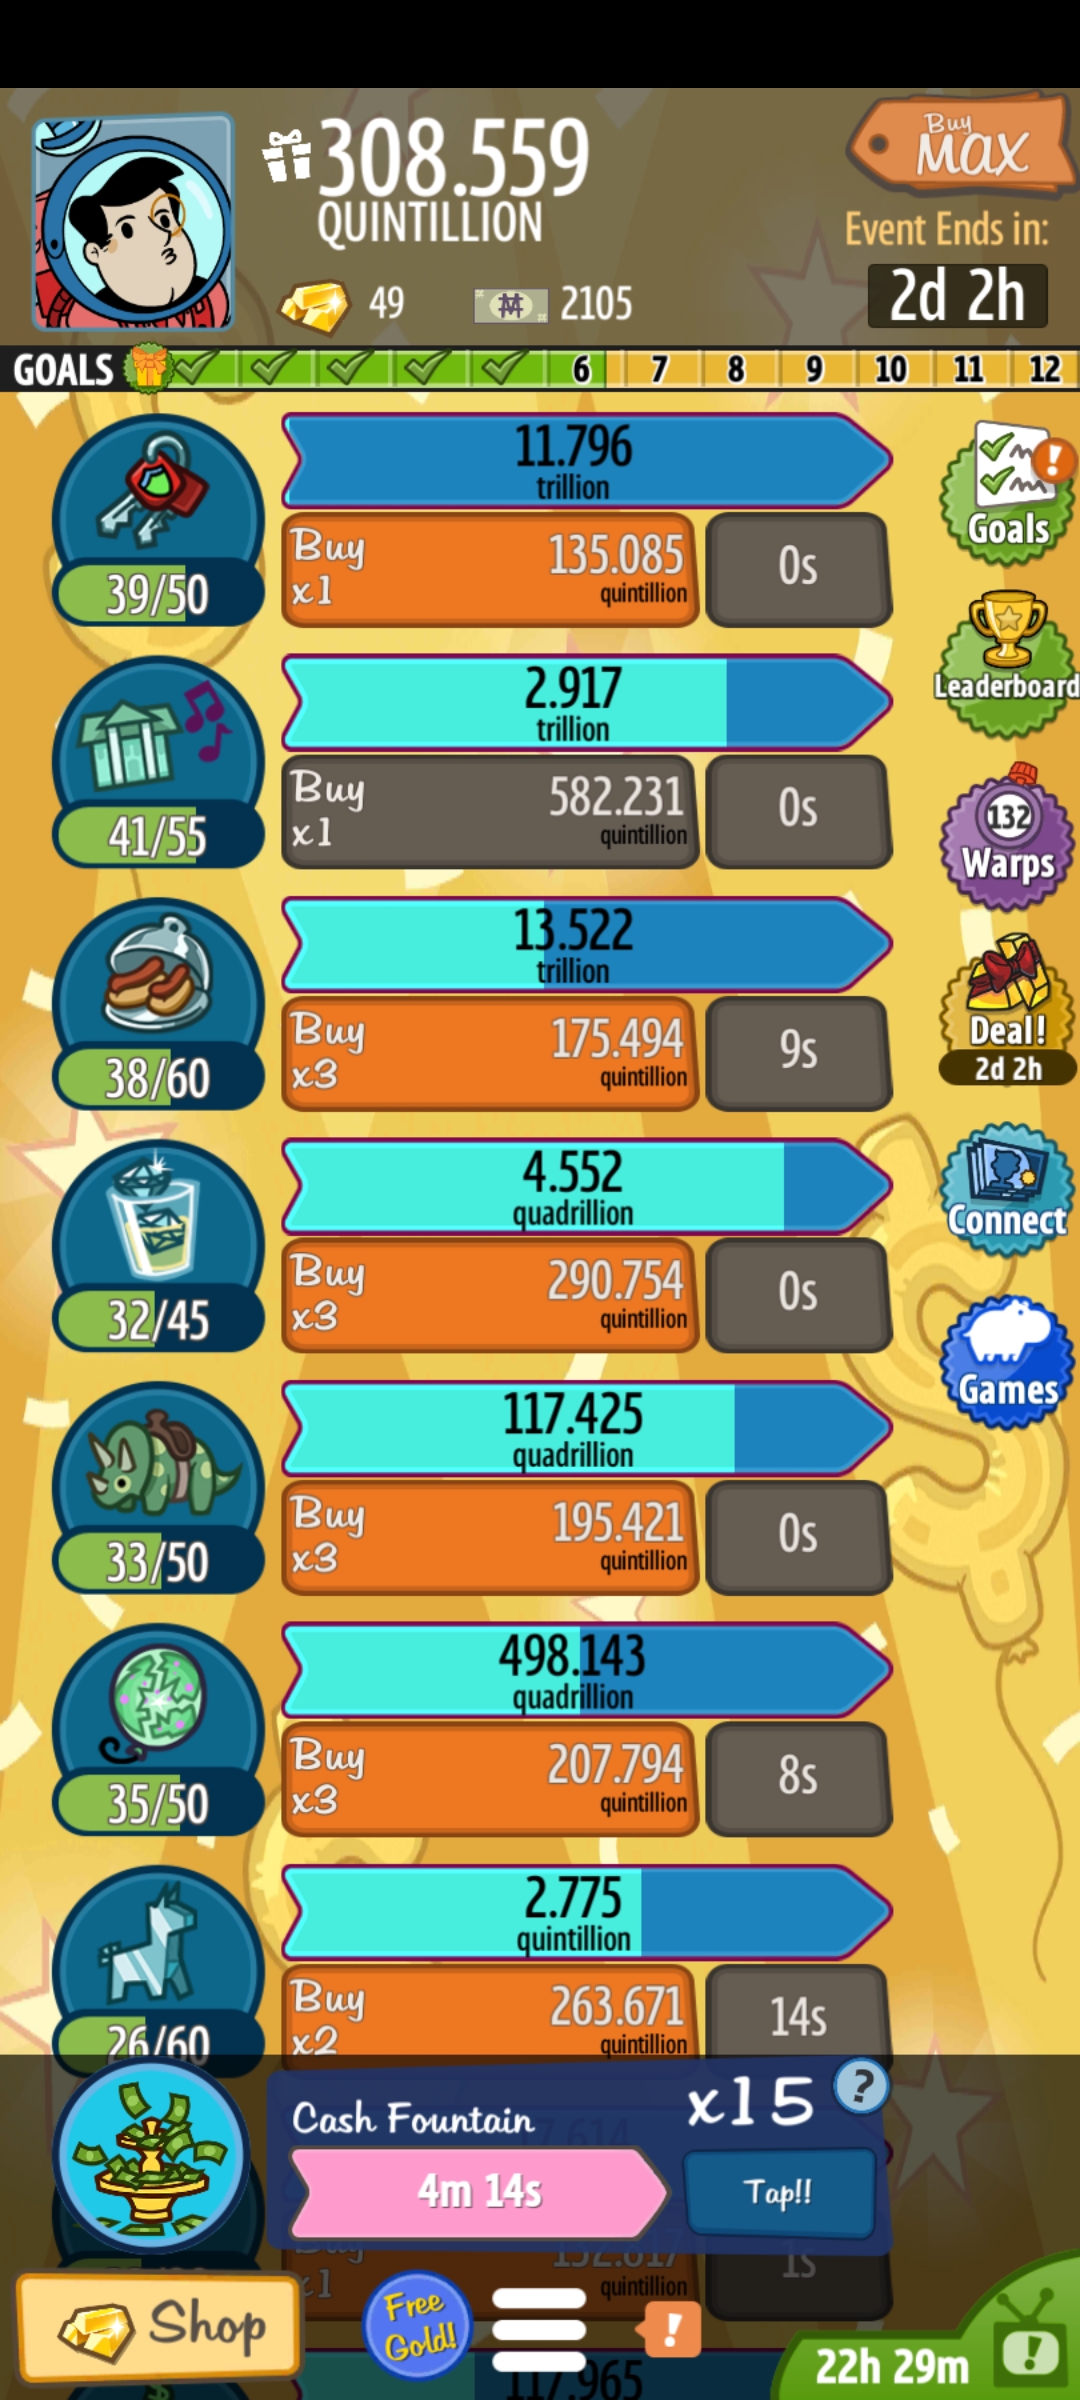 308.559
QUINTILLION
Buy
MAX
Event Ends in:
2d 2h
49
2105
GOALS
6 7 8 9 10 11 12
11.796
trillion
Buy
x1
135.085
quintillion
0s
39/50
Goals
2.917
trillion
Buy
x1
582.231
quintillion
0s
41/55
Leaderboard
132
Warps
13.522
trillion
Buy
x3
175.494
quintillion
9s
38/60
Deal!
2d 2h
4.552
quadrillion
Buy
x3
290.754
quintillion
0s
32/45
Connect
Games
117.425
quadrillion
Buy
x3
195.421
quintillion
0s
33/50
498.143
quadrillion
Buy
x3
207.794
quintillion
8s
35/50
2.775
quintillion
Buy
x2
263.671
quintillion
14s
26/60
Cash Fountain
x15
?
4m 14s
Tap!!
Buy
x1
quintillion
1s
Shop
Free
Gold!
!
22h 29m
117.965